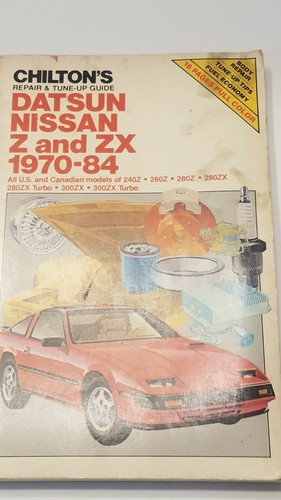 CHILTON'S
REPAIR & TUNE-UP GUIDE
DATSUN
NISSAN
Z and ZX
1970-84
All U.S. and Canadian models of 240Z • 260Z • 280Z • 280ZX
280ZX Turbo • 300ZX • 300ZX Turbo
BODY
REPAIR
TUNE-UP TIPS
FUEL ECONOMY
16 PAGES FULL COLOR